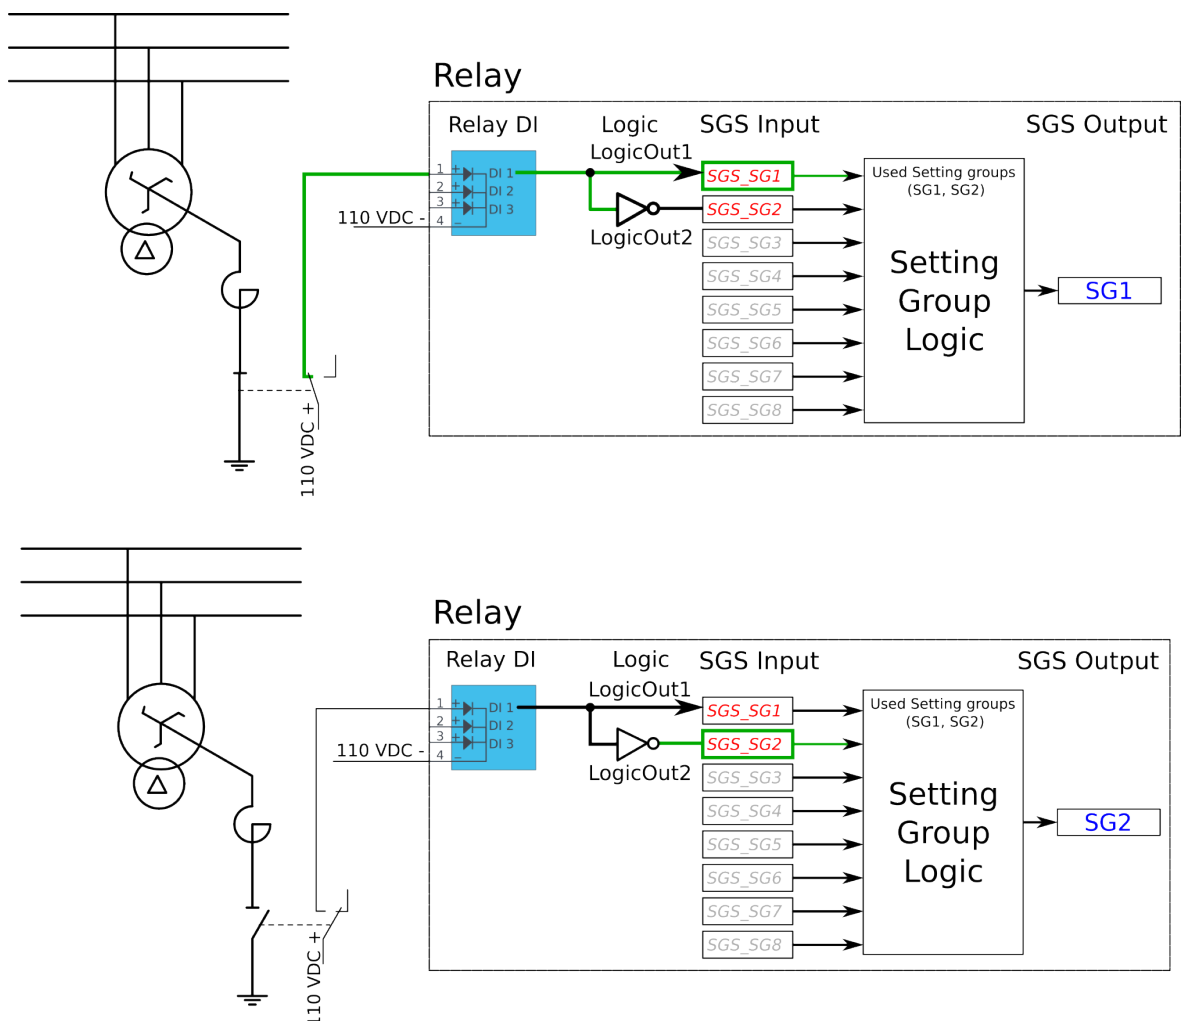 Relay
Relay DI
Logic
SGS Input
SGS Output
LogicOut1
1 + DI 1
2 + DI 2
3 + DI 3
4 −
110 VDC -
LogicOut2
110 VDC +
SGS_SG1
SGS_SG2
SGS_SG3
SGS_SG4
SGS_SG5
SGS_SG6
SGS_SG7
SGS_SG8
Used Setting groups
(SG1, SG2)
Setting
Group
Logic
SG1
Δ
Relay
Relay DI
Logic
SGS Input
SGS Output
LogicOut1
1 + DI 1
2 + DI 2
3 + DI 3
4 −
110 VDC -
LogicOut2
110 VDC +
SGS_SG1
SGS_SG2
SGS_SG3
SGS_SG4
SGS_SG5
SGS_SG6
SGS_SG7
SGS_SG8
Used Setting groups
(SG1, SG2)
Setting
Group
Logic
SG2
Δ